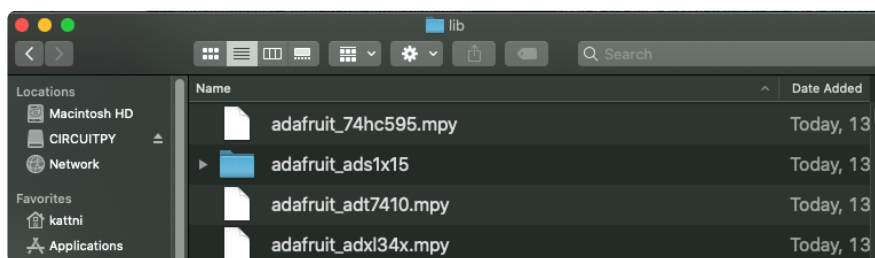 lib
Search
Locations
Macintosh HD
CIRCUITPY
Network
Favorites
kattni
Applications
Name Date Added
adafruit_74hc595.mpy Today, 13
adafruit_ads1x15 Today, 13
adafruit_adt7410.mpy Today, 13
adafruit_adxl34x.mpy Today, 13